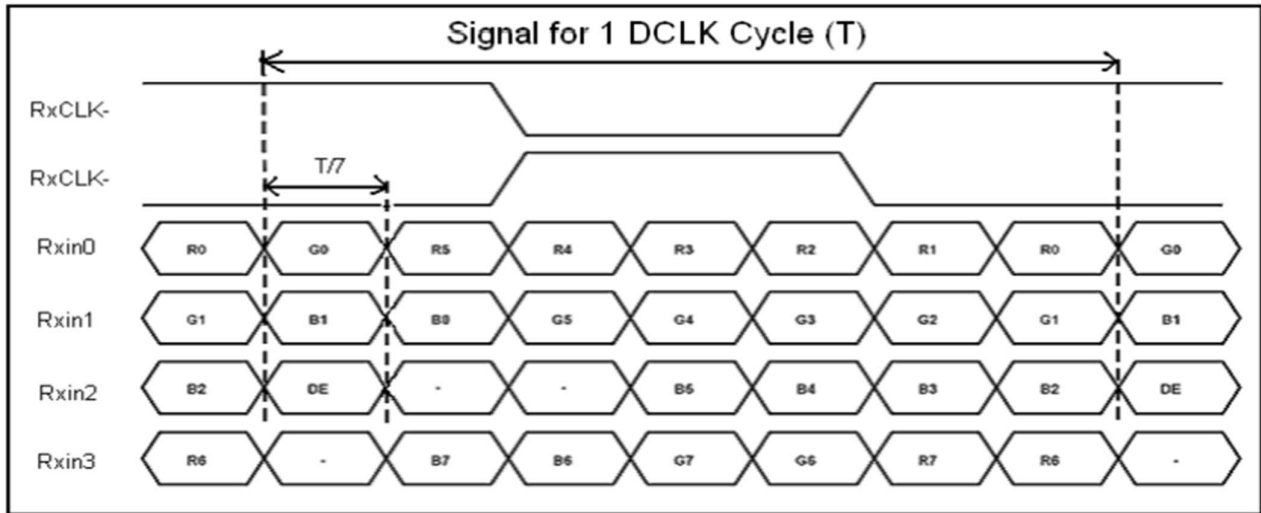 Signal for 1 DCLK Cycle (T)
RxCLK-
T/7
RxCLK-
Rxin0 R0 G0 R5 R4 R3 R2 R1 R0 G0
Rxin1 G1 B1 B0 G5 G4 G3 G2 G1 B1
Rxin2 B2 DE - - B5 B4 B3 B2 DE
Rxin3 R6 - B7 B6 G7 G6 R7 R6 -